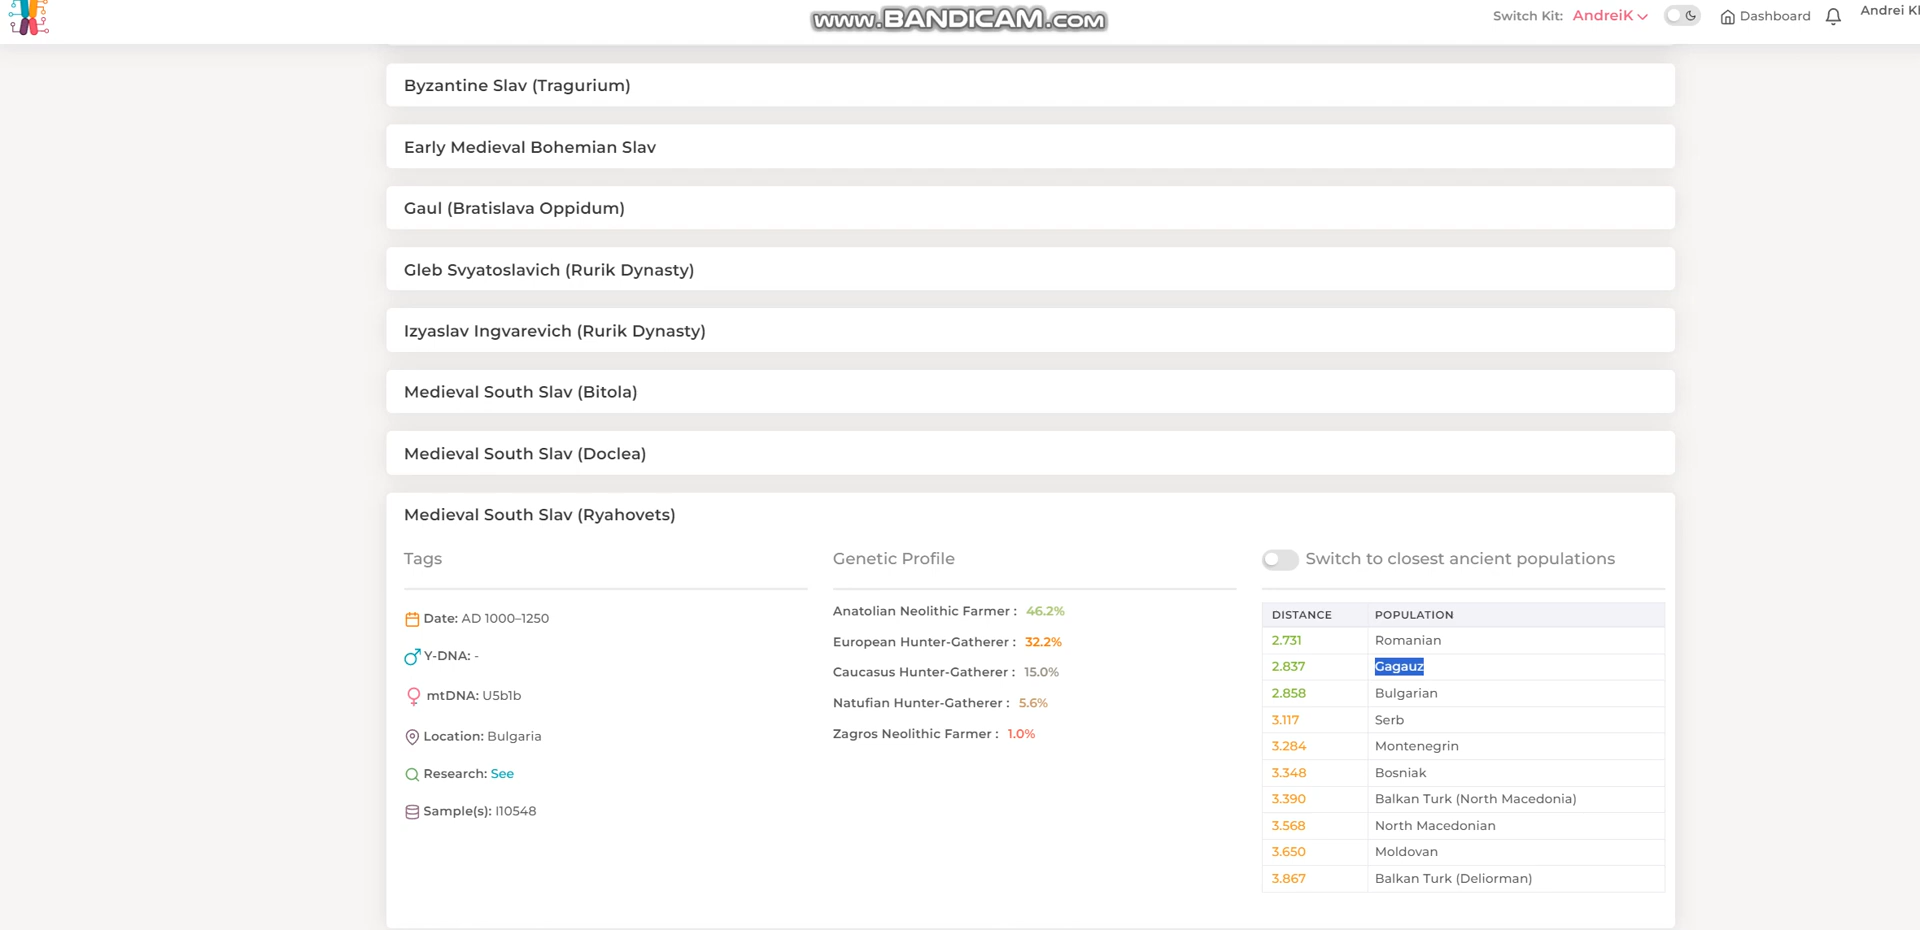 www.BANDICAM.com
Switch Kit: AndreiK
Dashboard
Andrei
Byzantine Slav (Tragurium)
Early Medieval Bohemian Slav
Gaul (Bratislava Oppidum)
Gleb Svyatoslavich (Rurik Dynasty)
Izyaslav Ingvarevich (Rurik Dynasty)
Medieval South Slav (Bitola)
Medieval South Slav (Doclea)
Medieval South Slav (Ryahovets)
Tags
Date: AD 1000–1250
Y-DNA: -
mtDNA: U5b1b
Location: Bulgaria
Research: See
Sample(s): I10548
Genetic Profile
Anatolian Neolithic Farmer : 46.2%
European Hunter-Gatherer : 32.2%
Caucasus Hunter-Gatherer : 15.0%
Natufian Hunter-Gatherer : 5.6%
Zagros Neolithic Farmer : 1.0%
Switch to closest ancient populations
DISTANCE POPULATION
2.731 Romanian
2.837 Gagauz
2.858 Bulgarian
3.117 Serb
3.284 Montenegrin
3.348 Bosniak
3.390 Balkan Turk (North Macedonia)
3.568 North Macedonian
3.650 Moldovan
3.867 Balkan Turk (Deliorman)